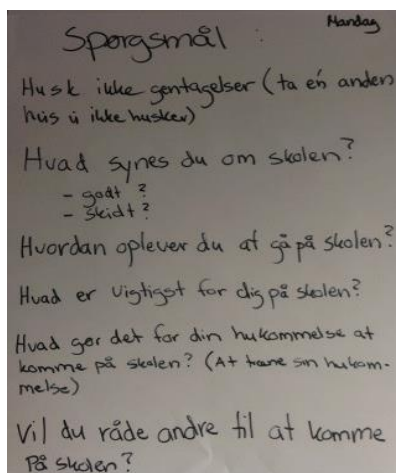 Mandag
Spørgsmål :
Husk ikke gentagelser (ta én anden
hvis i ikke husker)
Hvad synes du om skolen?
- godt ?
- skidt ?
Hvordan oplever du at gå på skolen?
Hvad er vigtigst for dig på skolen?
Hvad gør det for din hukommelse at
komme på skolen? (At træne sin hukom-
melse)
Vil du råde andre til at komme
På skolen?